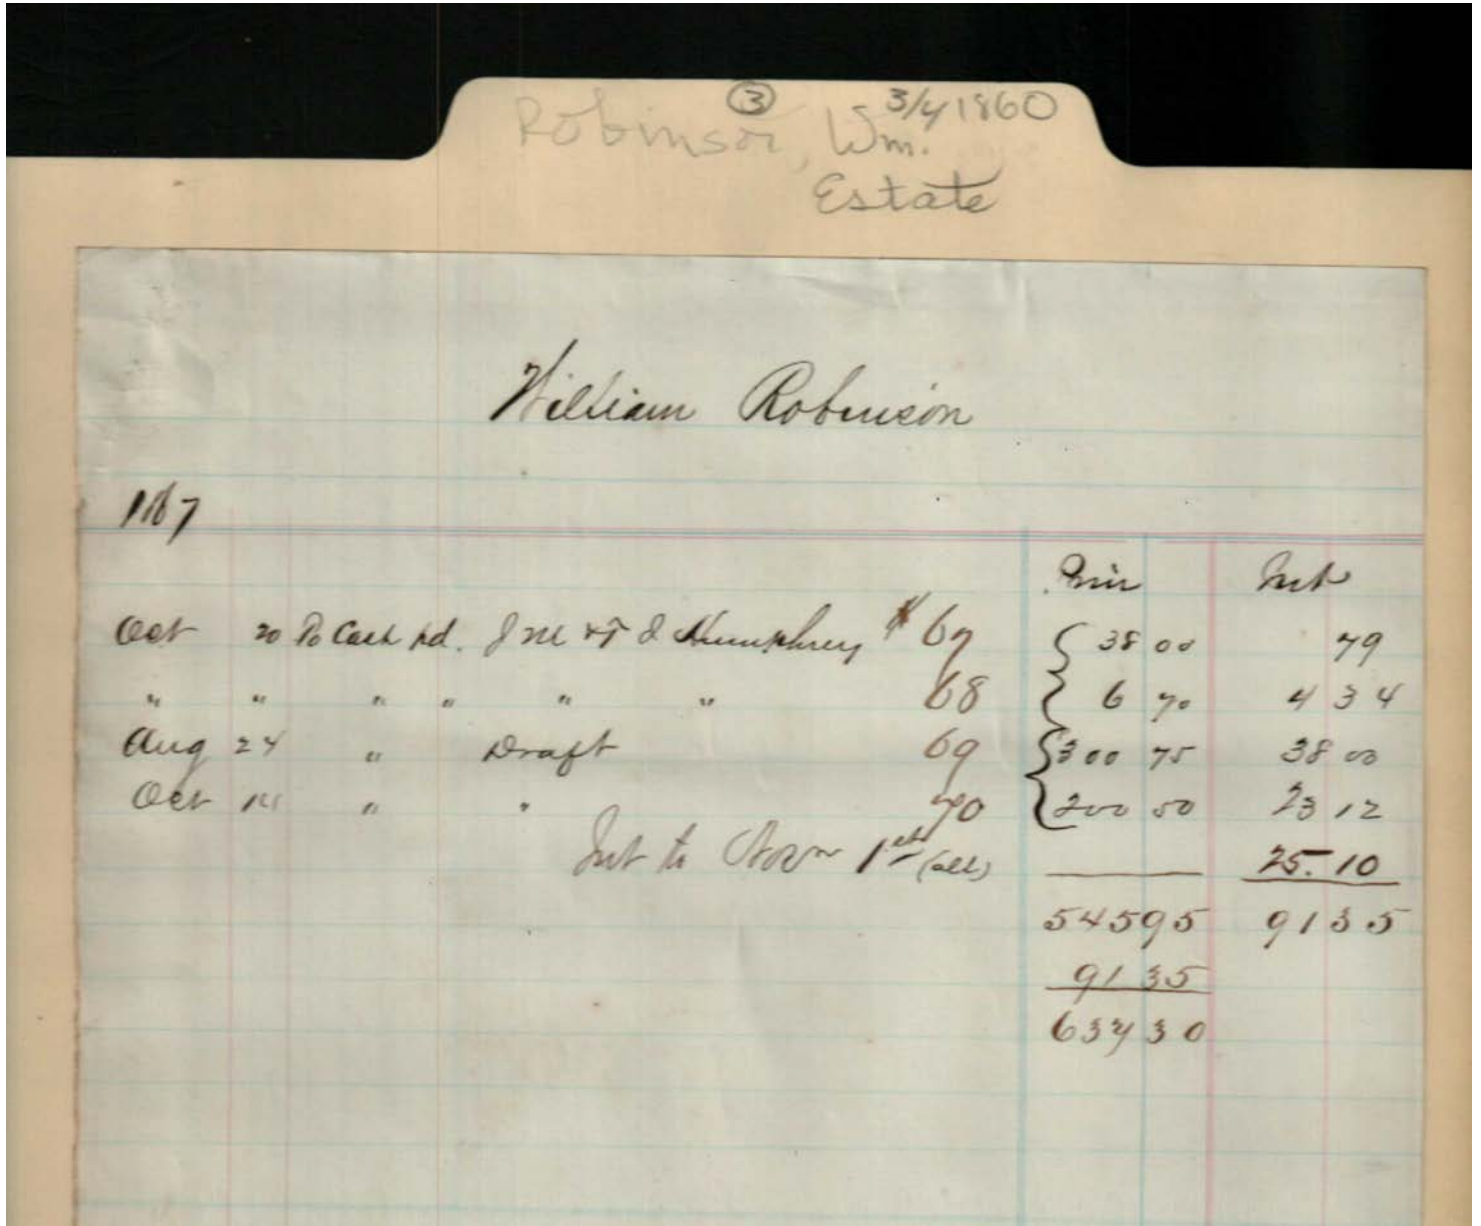 ③ 3/4 1860
Robinson, Wm.
Estate
William Robinson
1867
Prin Int
Oct 20 To Cash pd. J M & T J Humphrey # 67 38 00 79
" " " " " " 68 6 70 4 34
Aug 24 " Draft 69 300 75 38 00
Oct 14 " " 70 200 50 23 12
Int to 1st (all) 25.10
545 95 91 35
91 35
637 30